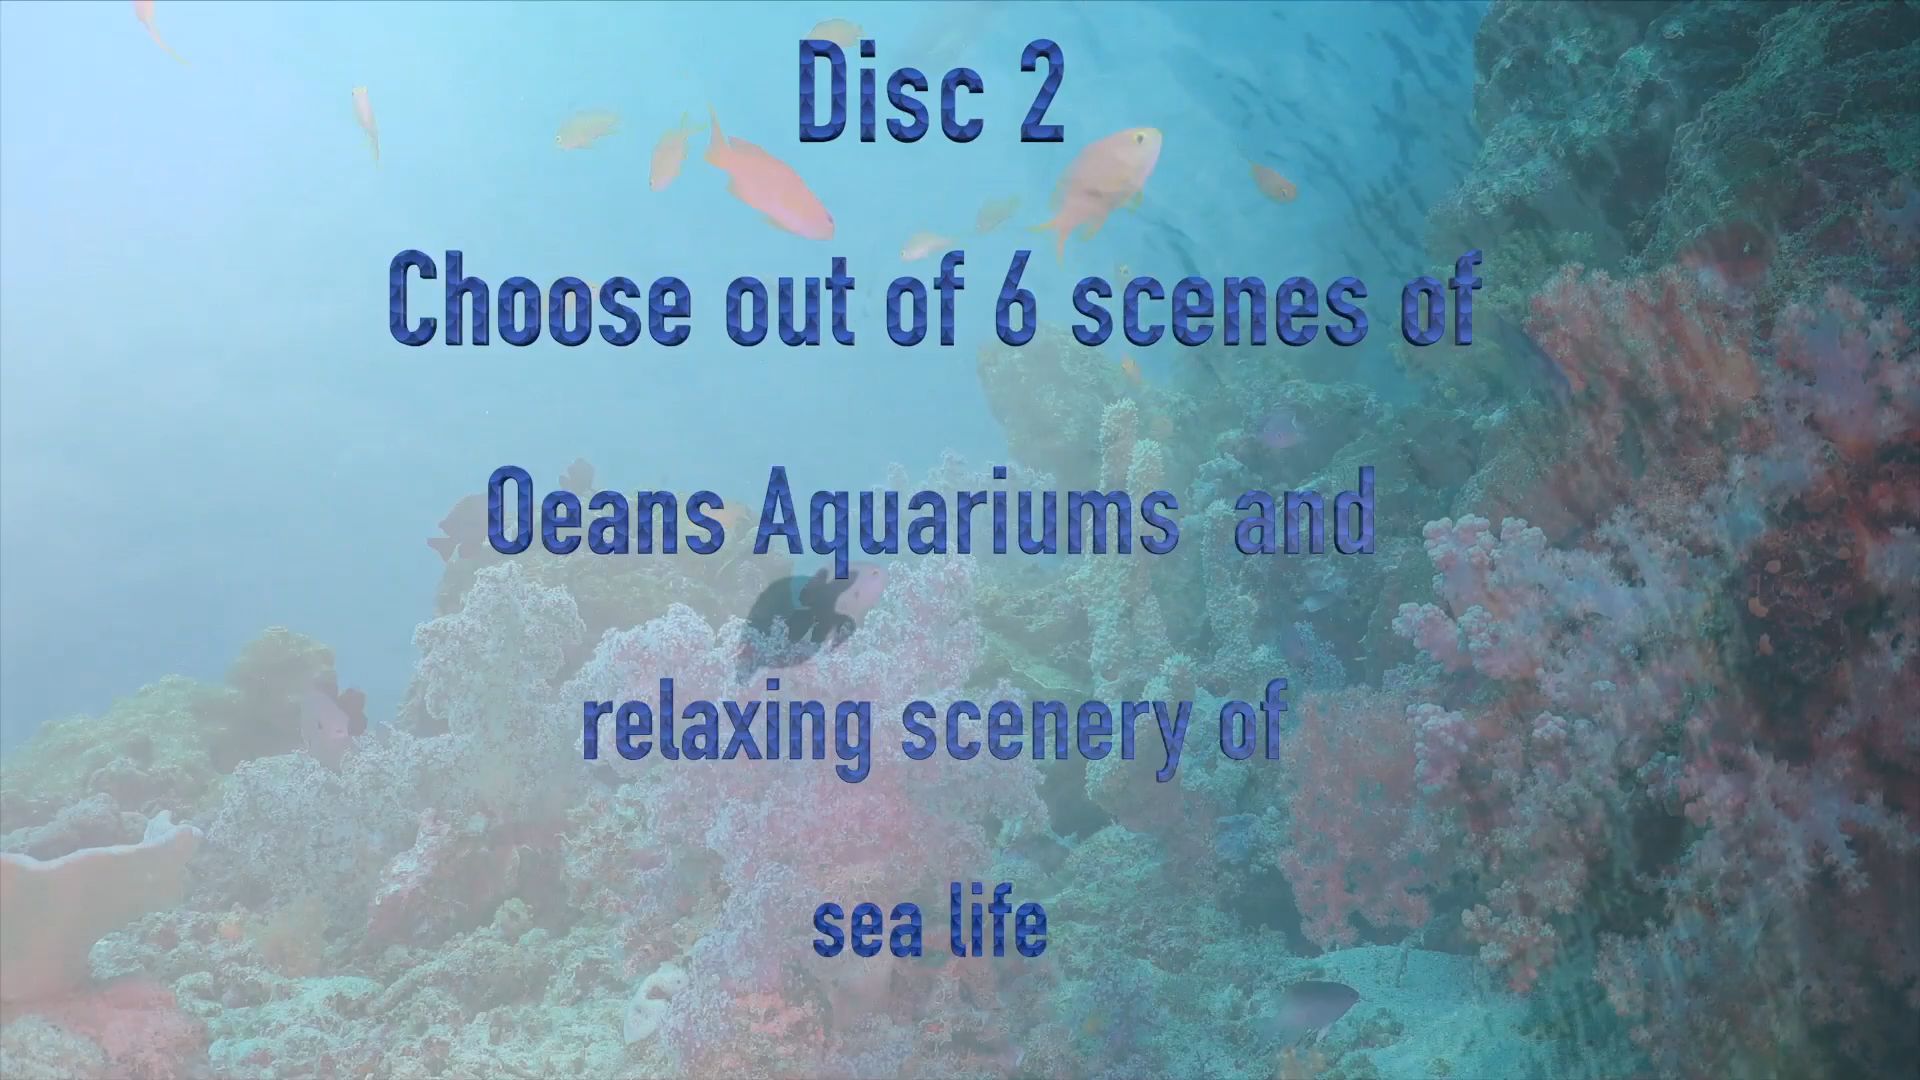 Disc 2
Choose out of 6 scenes of
Oeans Aquariums and
relaxing scenery of
sea life